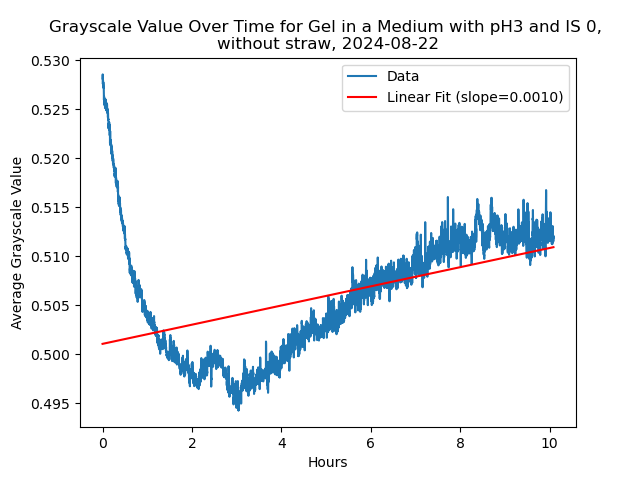 Grayscale Value Over Time for Gel in a Medium with pH3 and IS 0,
without straw, 2024-08-22
Data
Linear Fit (slope=0.0010)
Average Grayscale Value
0.530
0.525
0.520
0.515
0.510
0.505
0.500
0.495
0
2
4
6
8
10
Hours